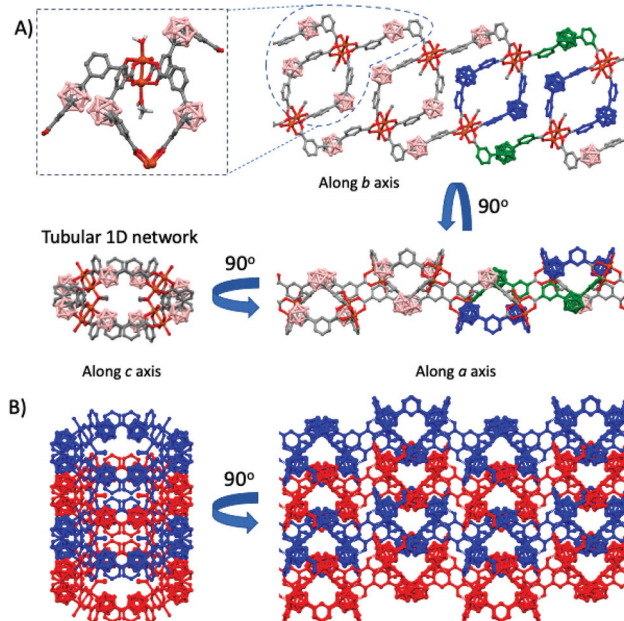 A)
Along b axis
90°
Tubular 1D network
90°
Along c axis
Along a axis
B)
90°